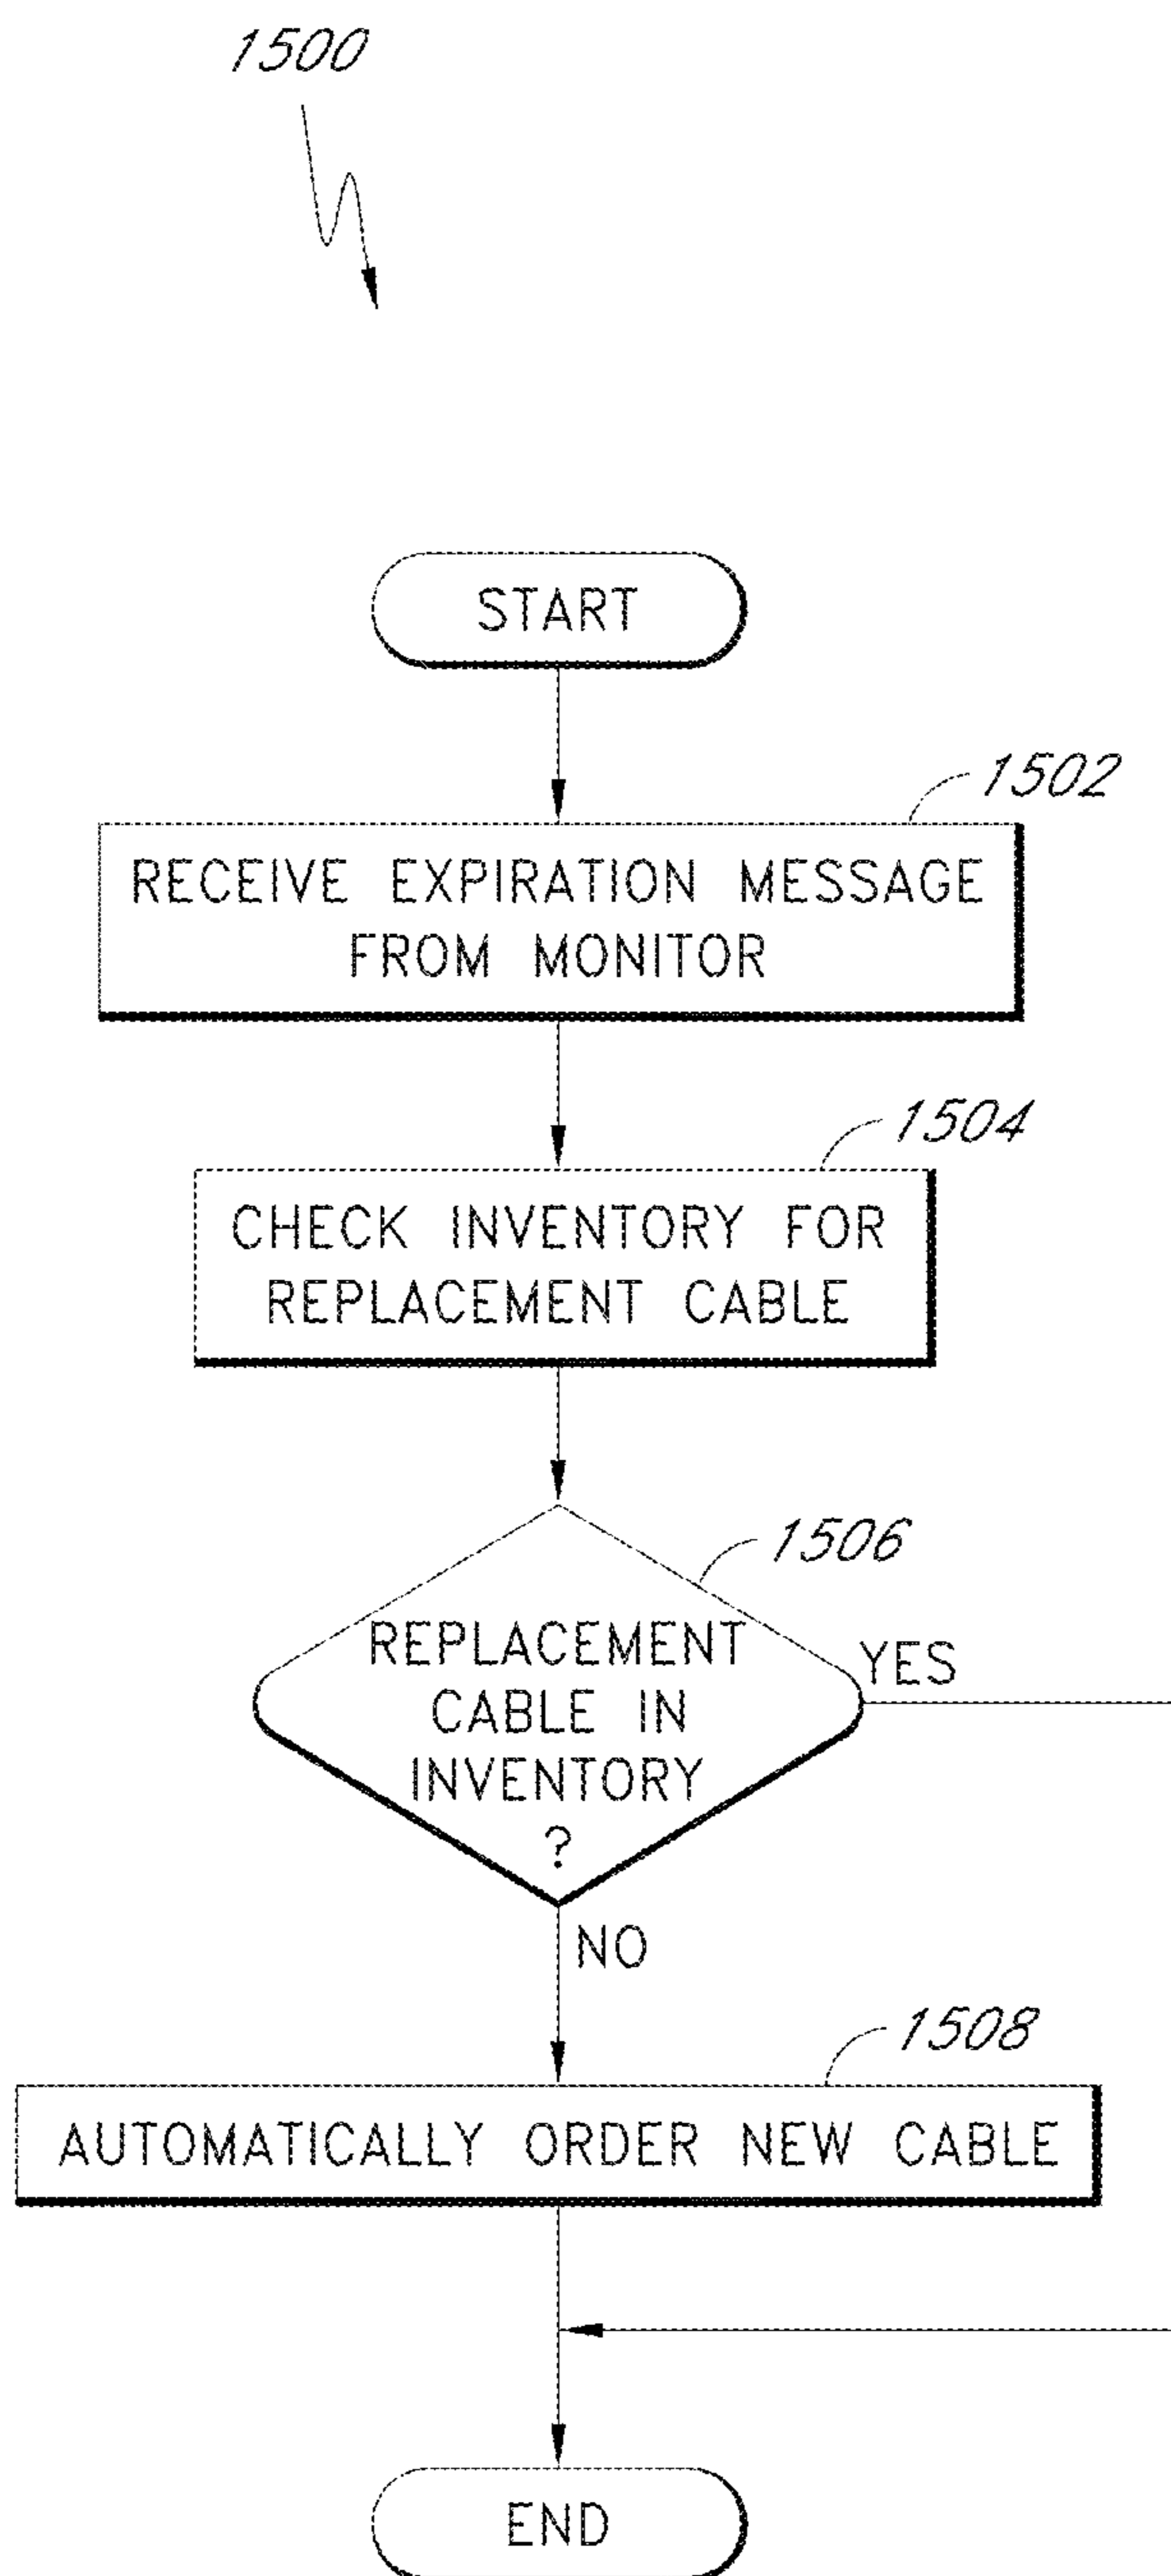 1500
START
1502
RECEIVE EXPIRATION MESSAGE
FROM MONITOR
1504
CHECK INVENTORY FOR
REPLACEMENT CABLE
1506
REPLACEMENT
CABLE IN
INVENTORY
?
YES
NO
1508
AUTOMATICALLY ORDER NEW CABLE
END